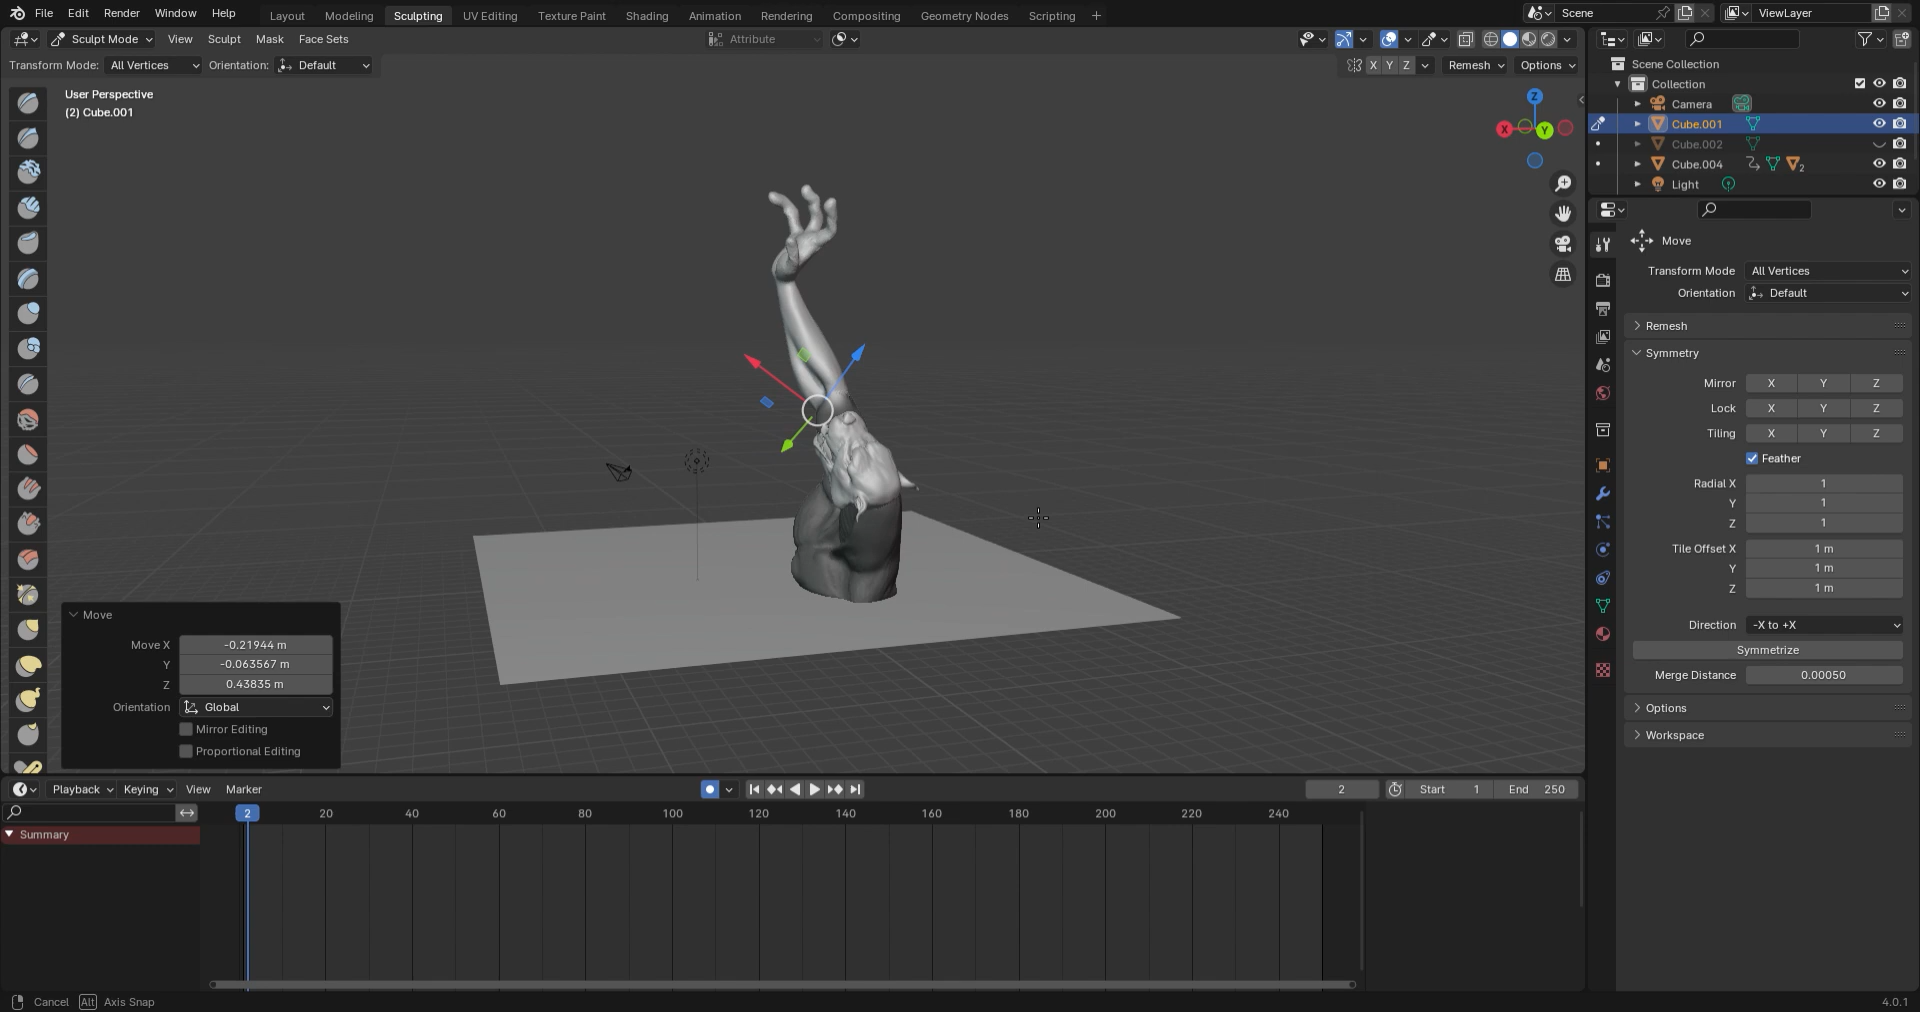 File Edit Render Window Help Layout Modeling Sculpting UV Editing Texture Paint Shading Animation Rendering Compositing Geometry Nodes Scripting + Scene ViewLayer
Sculpt Mode View Sculpt Mask Face Sets Attribute
Transform Mode: All Vertices Orientation: Default X Y Z Remesh Options
User Perspective
(2) Cube.001
Z
X
Y
Scene Collection
Collection
Camera
Cube.001
Cube.002
Cube.004 2
Light
Move
Transform Mode All Vertices
Orientation Default
Remesh
Symmetry
Mirror X Y Z
Lock X Y Z
Tiling X Y Z
Feather
Radial X 1
Y 1
Z 1
Tile Offset X 1 m
Y 1 m
Z 1 m
Direction -X to +X
Symmetrize
Merge Distance 0.00050
Options
Workspace
Move
Move X -0.21944 m
Y -0.063567 m
Z 0.43835 m
Orientation Global
Mirror Editing
Proportional Editing
Playback Keying View Marker 2 Start 1 End 250
2 20 40 60 80 100 120 140 160 180 200 220 240
Summary
Cancel Alt Axis Snap 4.0.1